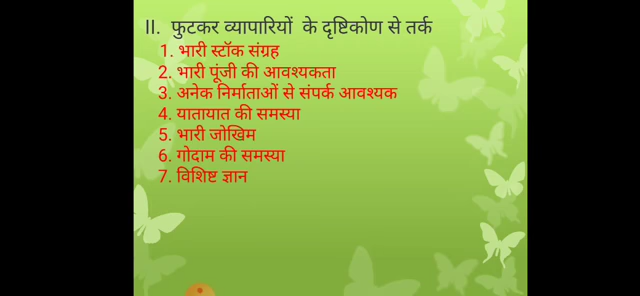 II. फुटकर व्यापारियों के दृष्टिकोण से तर्क
1. भारी स्टॉक संग्रह
2. भारी पूंजी की आवश्यकता
3. अनेक निर्माताओं से संपर्क आवश्यक
4. यातायात की समस्या
5. भारी जोखिम
6. गोदाम की समस्या
7. विशिष्ट ज्ञान